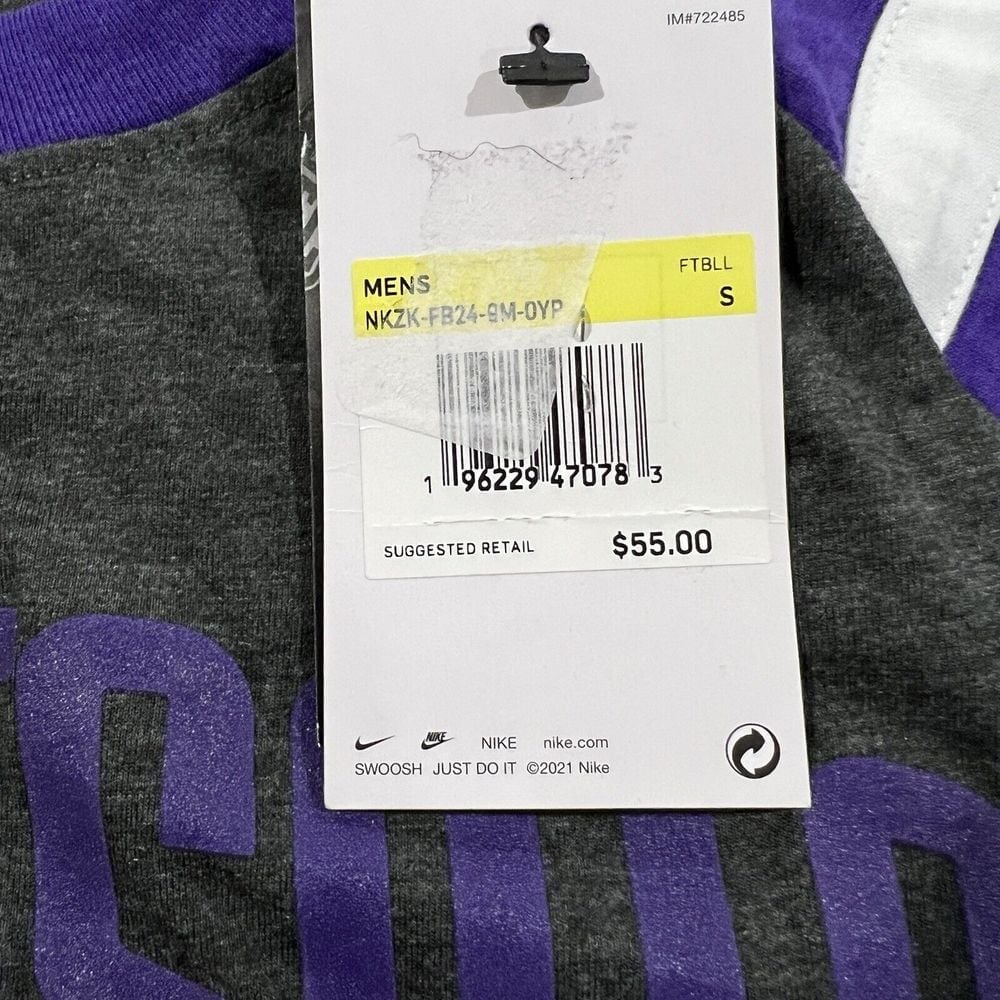 IM#722485
MENS FTBLL
NKZK-FB24-9M-0YP S
1 96229 47078 3
SUGGESTED RETAIL $55.00
NIKE NIKE nike.com
SWOOSH JUST DO IT ©2021 Nike